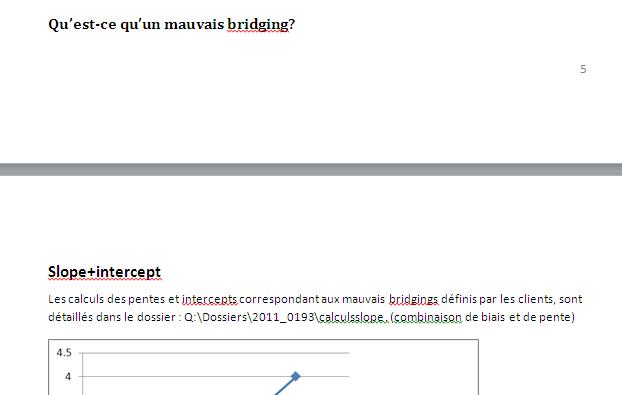 Qu'est-ce qu'un mauvais bridging?
5
Slope+intercept
Les calculs des pentes et intercepts correspondant aux mauvais bridgings définis par les clients, sont
détaillés dans le dossier : Q:\Dossiers\2011_0193\calculsslope. (combinaison de biais et de pente)
4.5
4